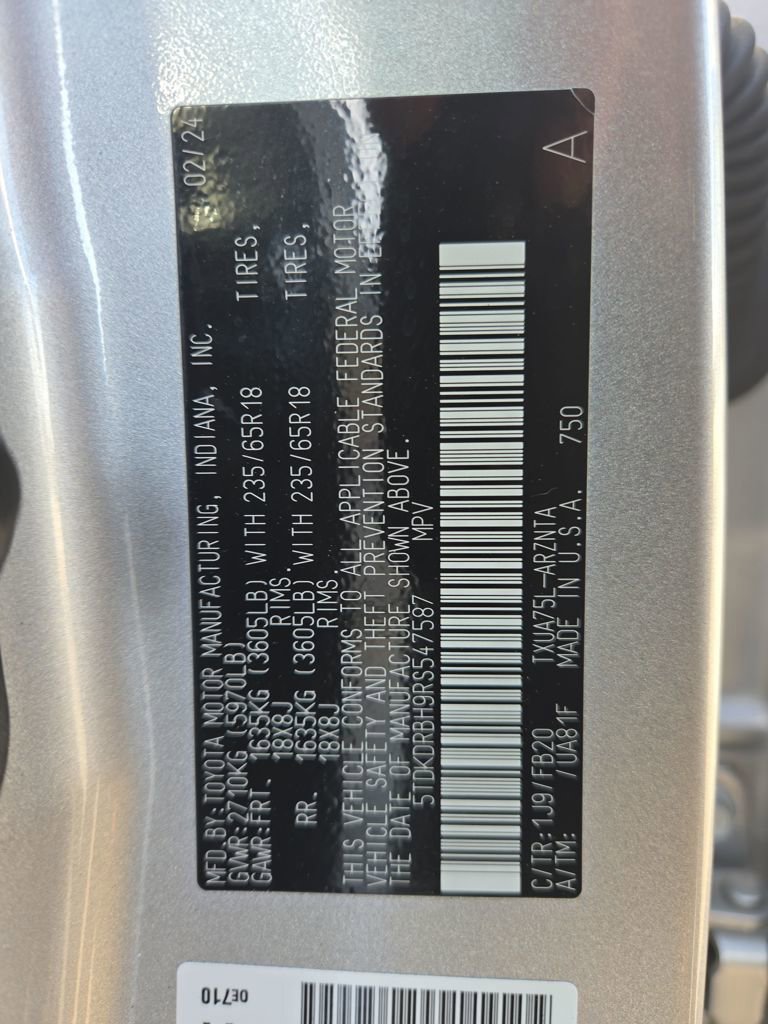 MFD.BY:TOYOTA MOTOR MANUFACTURING, INDIANA, INC. 02/24
GVWR:2710KG (5970LB)
GAWR:FRT. 1635KG (3605LB) WITH 235/65R18 TIRES,
18X8J RIMS.
RR. 1635KG (3605LB) WITH 235/65R18 TIRES,
18X8J RIMS.
THIS VEHICLE CONFORMS TO ALL APPLICABLE FEDERAL MOTOR
VEHICLE SAFETY AND THEFT PREVENTION STANDARDS IN
THE DATE OF MANUFACTURE SHOWN ABOVE.
5TDKDRBH9RS547587 MPV
C/TR:1J9/FB20 TXUA75L-ARZNTA
A/TM: /UA81F MADE IN U.S.A. 750
A
0E710